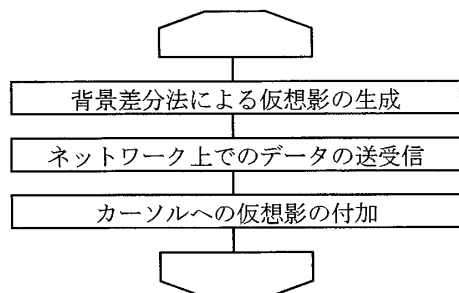 背景差分法による仮想影の生成
ネットワーク上でのデータの送受信
カーソルへの仮想影の付加